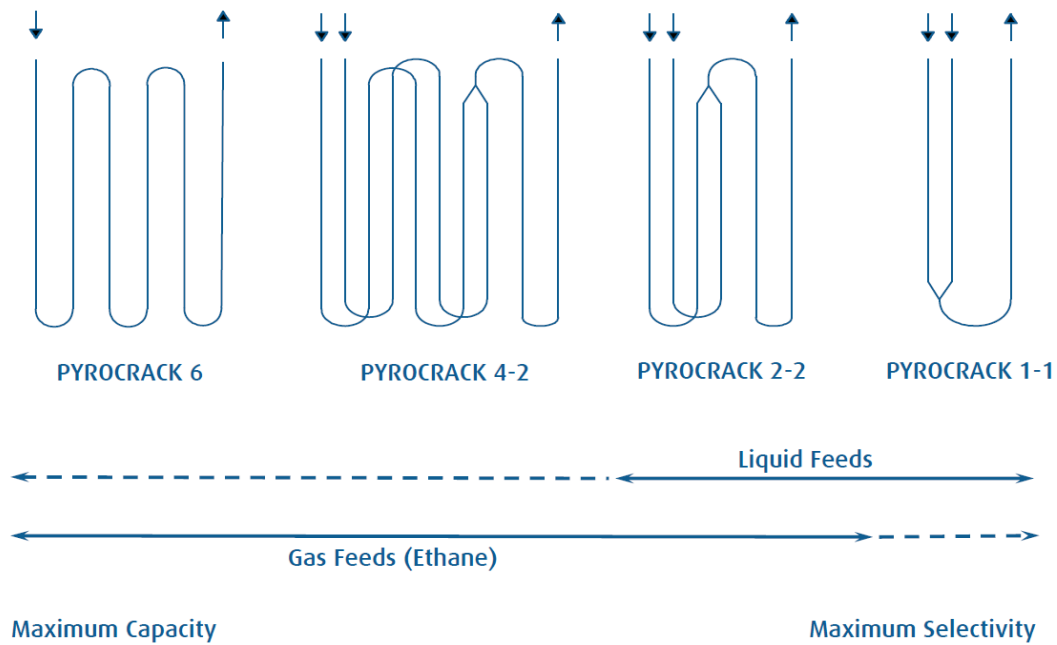 PYROCRACK 6
PYROCRACK 4-2
PYROCRACK 2-2
PYROCRACK 1-1
Liquid Feeds
Gas Feeds (Ethane)
Maximum Capacity
Maximum Selectivity